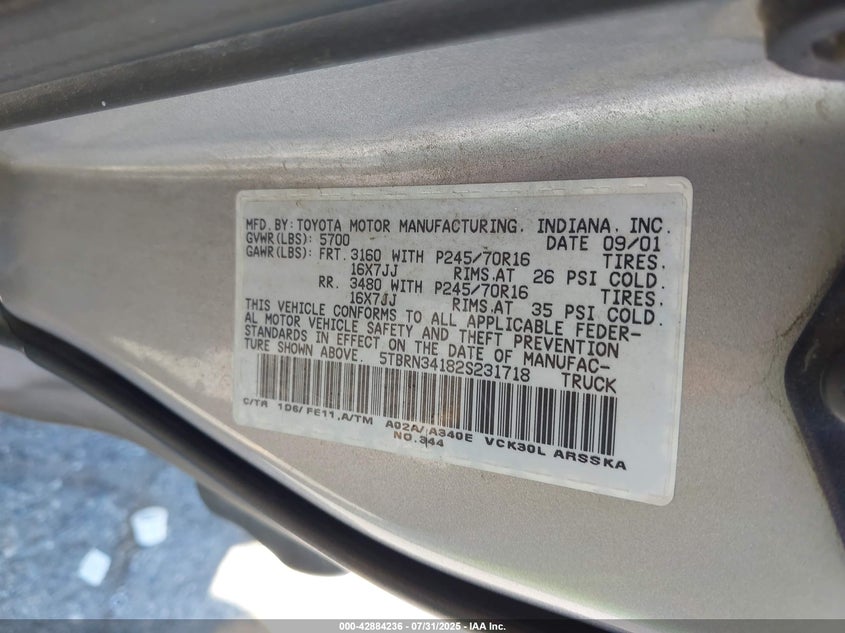 MFD.BY:TOYOTA MOTOR MANUFACTURING, INDIANA, INC.
GVWR(LBS): 5700 DATE 09/01
GAWR(LBS): FRT. 3160 WITH P245/70R16 TIRES,
16X7JJ RIMS,AT 26 PSI COLD.
RR. 3480 WITH P245/70R16 TIRES,
16X7JJ RIMS,AT 35 PSI COLD.
THIS VEHICLE CONFORMS TO ALL APPLICABLE FEDER-
AL MOTOR VEHICLE SAFETY AND THEFT PREVENTION
STANDARDS IN EFFECT ON THE DATE OF MANUFAC-
TURE SHOWN ABOVE. 5TBRN34182S231718 TRUCK
C/TR 1D6/FE11,A/TM A02A/A340E VCK30L ARSSKA
NO.344
000-42884236 - 07/31/2025 - IAA Inc.